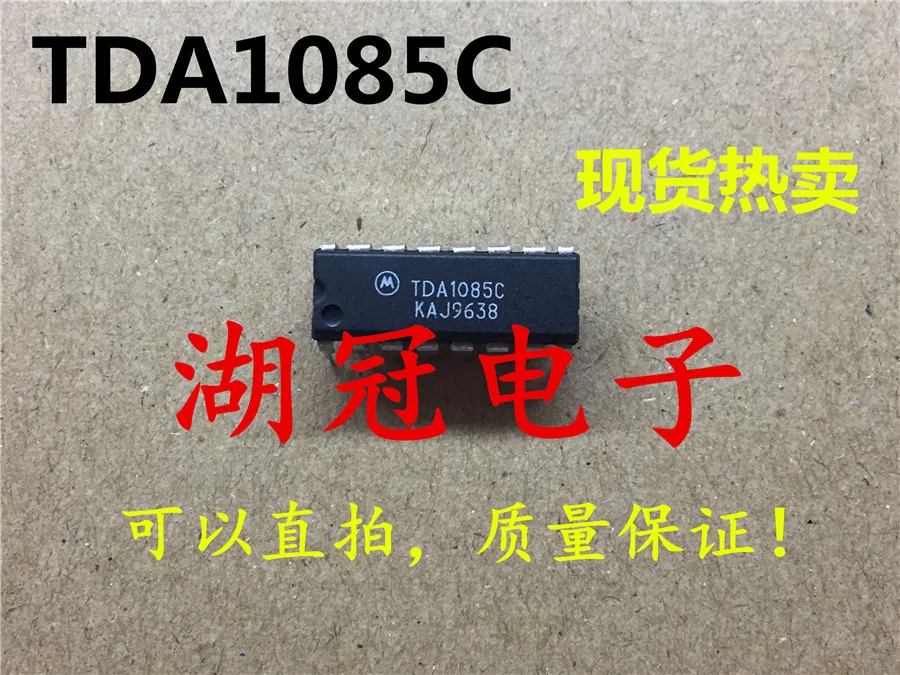 TDA1085C
现货热卖
TDA1085C
KAJ9638
湖冠电子
可以直拍，质量保证！